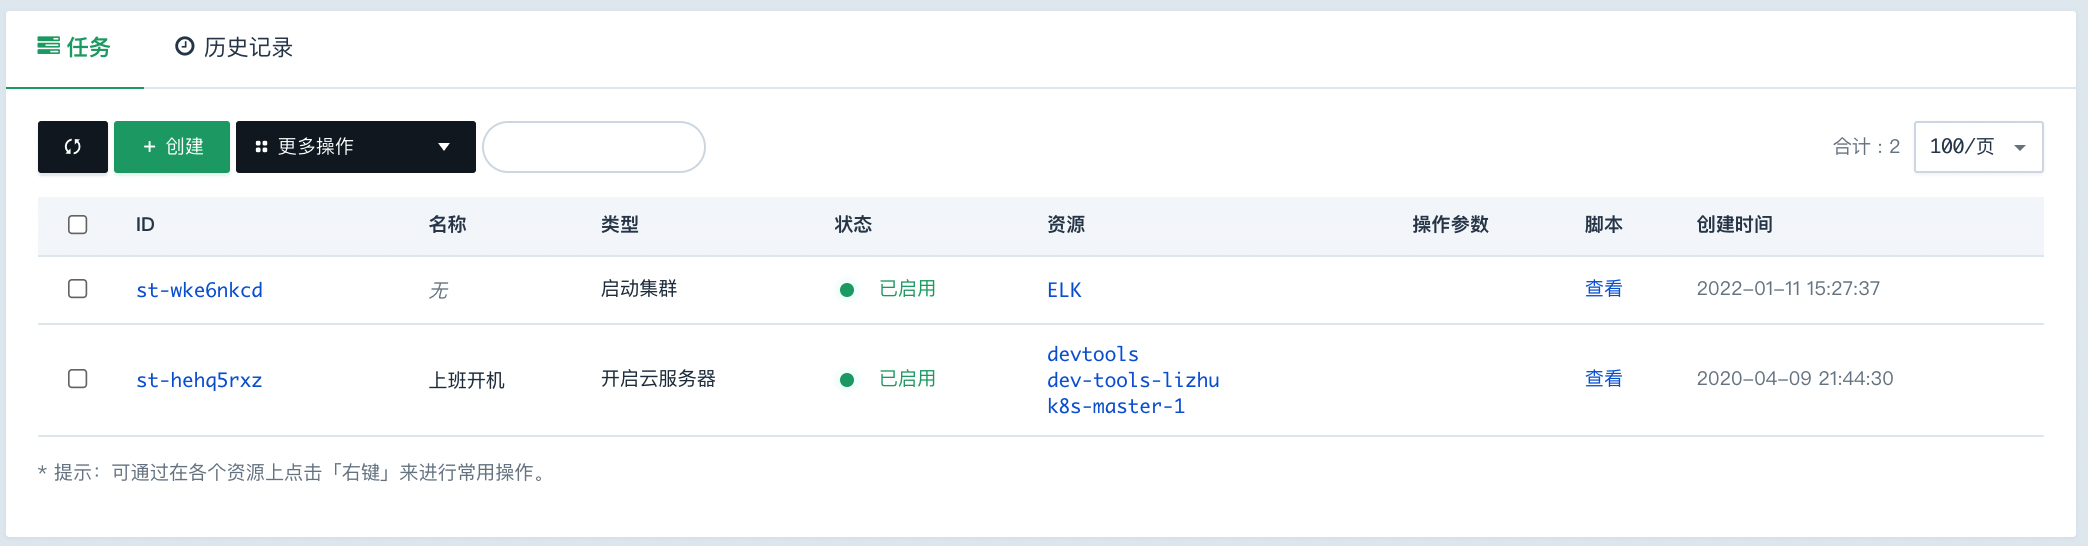 任务 历史记录
+ 创建 更多操作 合计：2 100/页
ID 名称 类型 状态 资源 操作参数 脚本 创建时间
st-wke6nkcd 无 启动集群 已启用 ELK 查看 2022-01-11 15:27:37
st-hehq5rxz 上班开机 开启云服务器 已启用 devtools 查看 2020-04-09 21:44:30
dev-tools-lizhu
k8s-master-1
* 提示：可通过在各个资源上点击「右键」来进行常用操作。